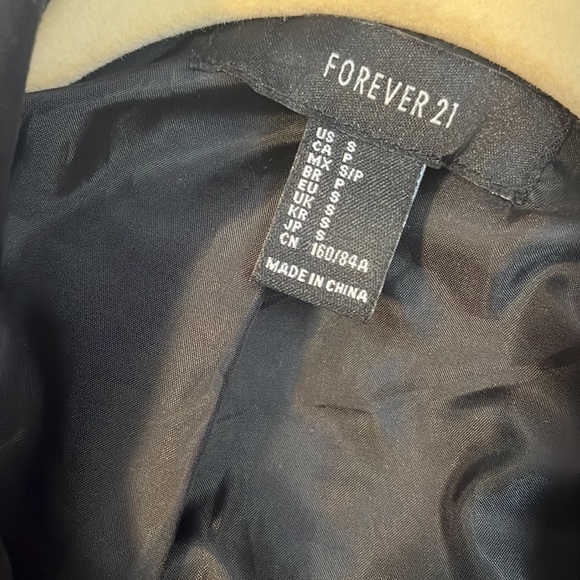 FOREVER 21
US S
CA P
MX S/P
BR P
EU S
UK S
KR S
JP S
CN 160/84A
MADE IN CHINA